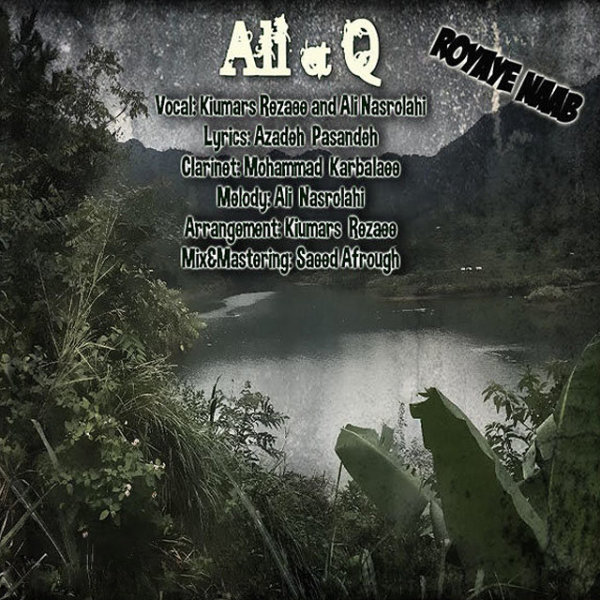 Ali & Q
ROYAYE NAAB
Vocal: Kiumars Rezaee and Ali Nasrolahi
Lyrics: Azadeh Pasandeh
Clarinet: Mohammad Karbalaee
Melody: Ali Nasrolahi
Arrangement: Kiumars Rezaee
Mix&Mastering: Saeed Afrough